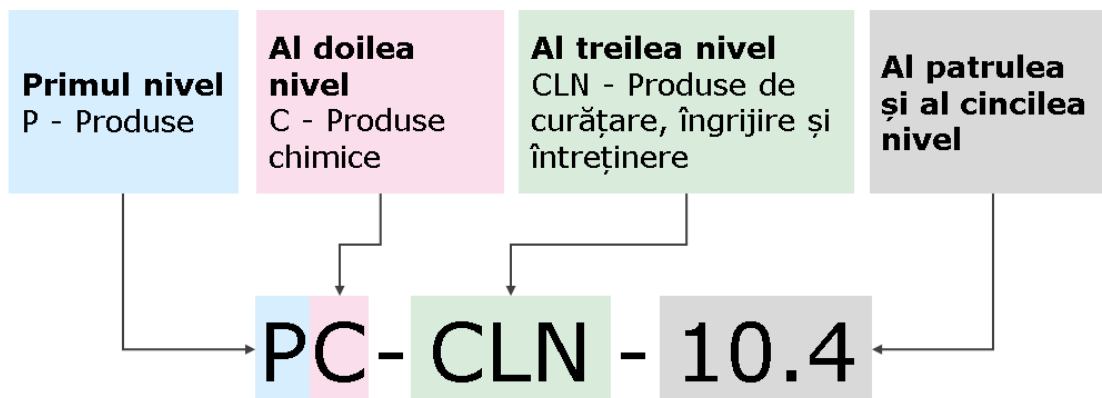 Primul nivel
P - Produse
Al doilea
nivel
C - Produse
chimice
Al treilea nivel
CLN - Produse de
curățare, îngrijire și
întreținere
Al patrulea
și al cincilea
nivel
PC - CLN - 10.4